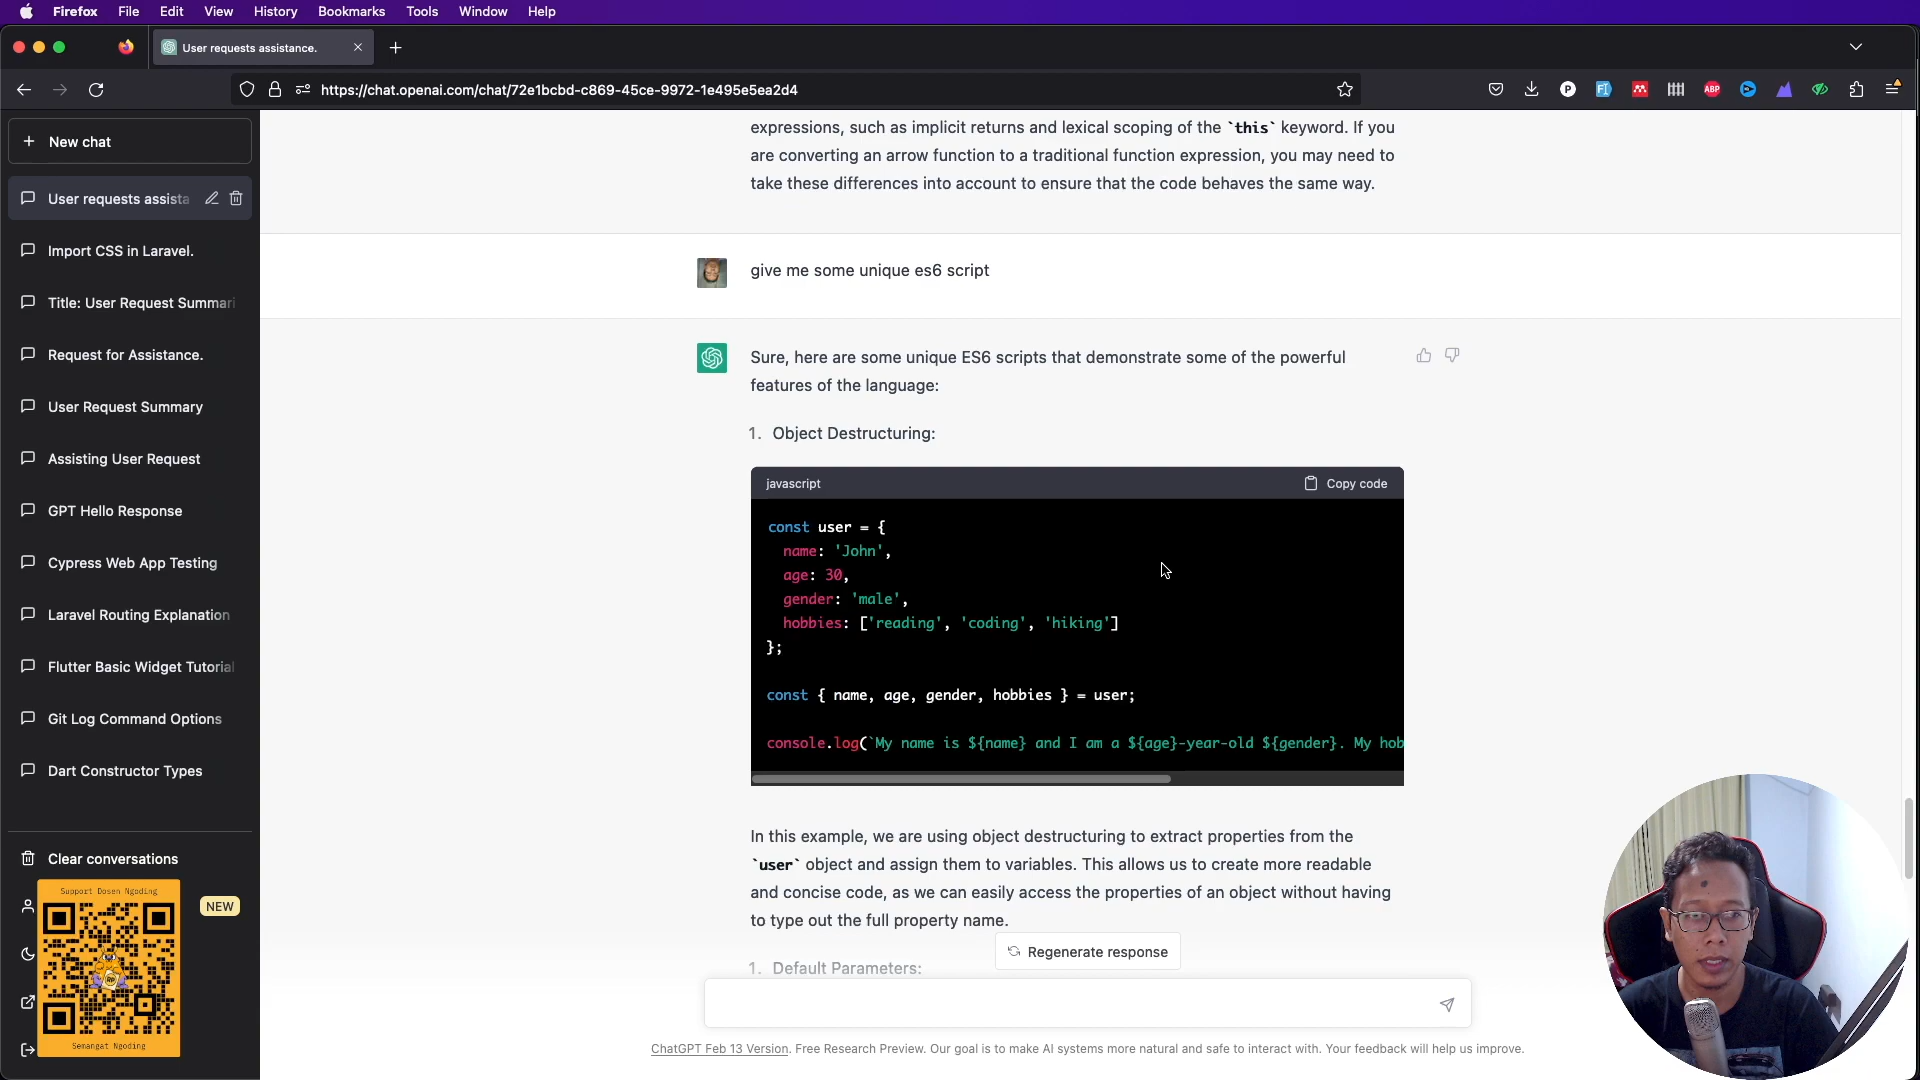 Firefox File Edit View History Bookmarks Tools Window Help
User requests assistance.
https://chat.openai.com/chat/72e1bcbd-c869-45ce-9972-1e495e5ea2d4
P
ABP
New chat
User requests assista
Import CSS in Laravel.
Title: User Request Summari
Request for Assistance.
User Request Summary
Assisting User Request
GPT Hello Response
Cypress Web App Testing
Laravel Routing Explanation
Flutter Basic Widget Tutorial
Git Log Command Options
Dart Constructor Types
Clear conversations
Support Dosen Ngoding
NEW
Semangat Ngoding
expressions, such as implicit returns and lexical scoping of the `this` keyword. If you
are converting an arrow function to a traditional function expression, you may need to
take these differences into account to ensure that the code behaves the same way.
give me some unique es6 script
Sure, here are some unique ES6 scripts that demonstrate some of the powerful
features of the language:
1. Object Destructuring:
javascript
Copy code
const user = {
name: 'John',
age: 30,
gender: 'male',
hobbies: ['reading', 'coding', 'hiking']
};
const { name, age, gender, hobbies } = user;
console.log(`My name is ${name} and I am a ${age}-year-old ${gender}. My hob
In this example, we are using object destructuring to extract properties from the
`user` object and assign them to variables. This allows us to create more readable
and concise code, as we can easily access the properties of an object without having
to type out the full property name.
Regenerate response
1. Default Parameters:
ChatGPT Feb 13 Version. Free Research Preview. Our goal is to make AI systems more natural and safe to interact with. Your feedback will help us improve.